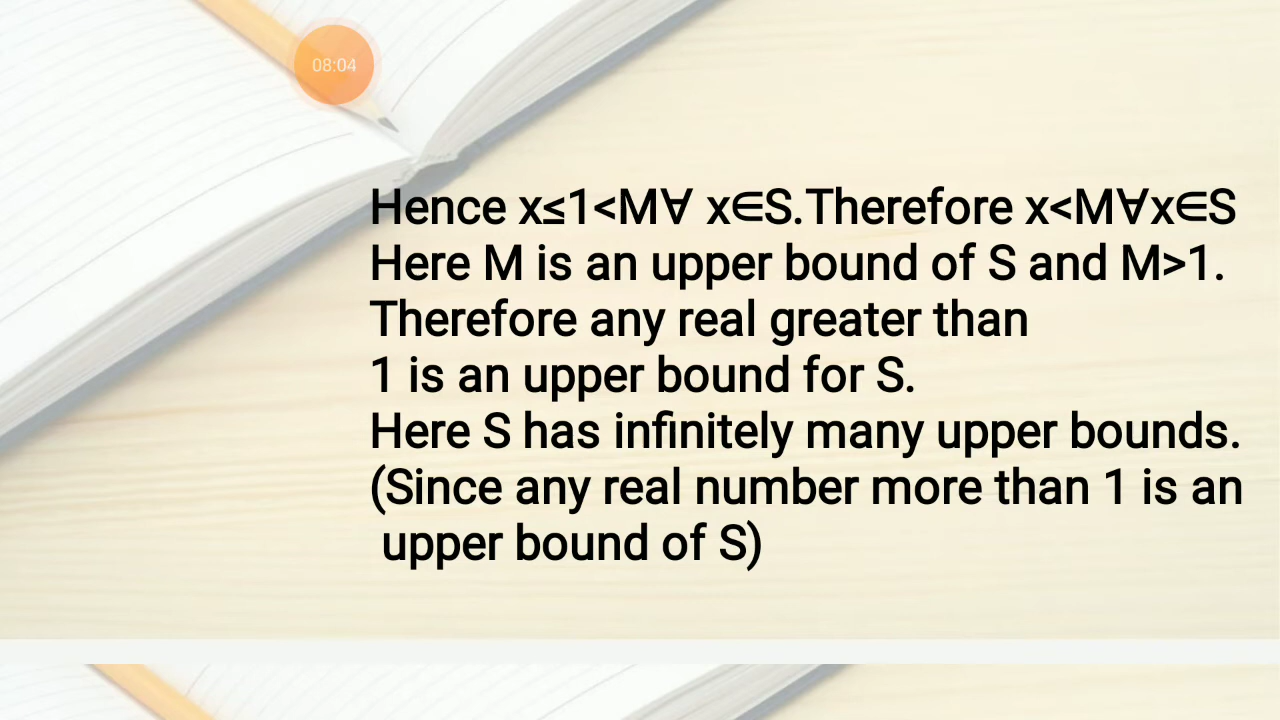 08:04
Hence x≤1<M∀ x∈S.Therefore x<M∀x∈S
Here M is an upper bound of S and M>1.
Therefore any real greater than
1 is an upper bound for S.
Here S has infinitely many upper bounds.
(Since any real number more than 1 is an
upper bound of S)